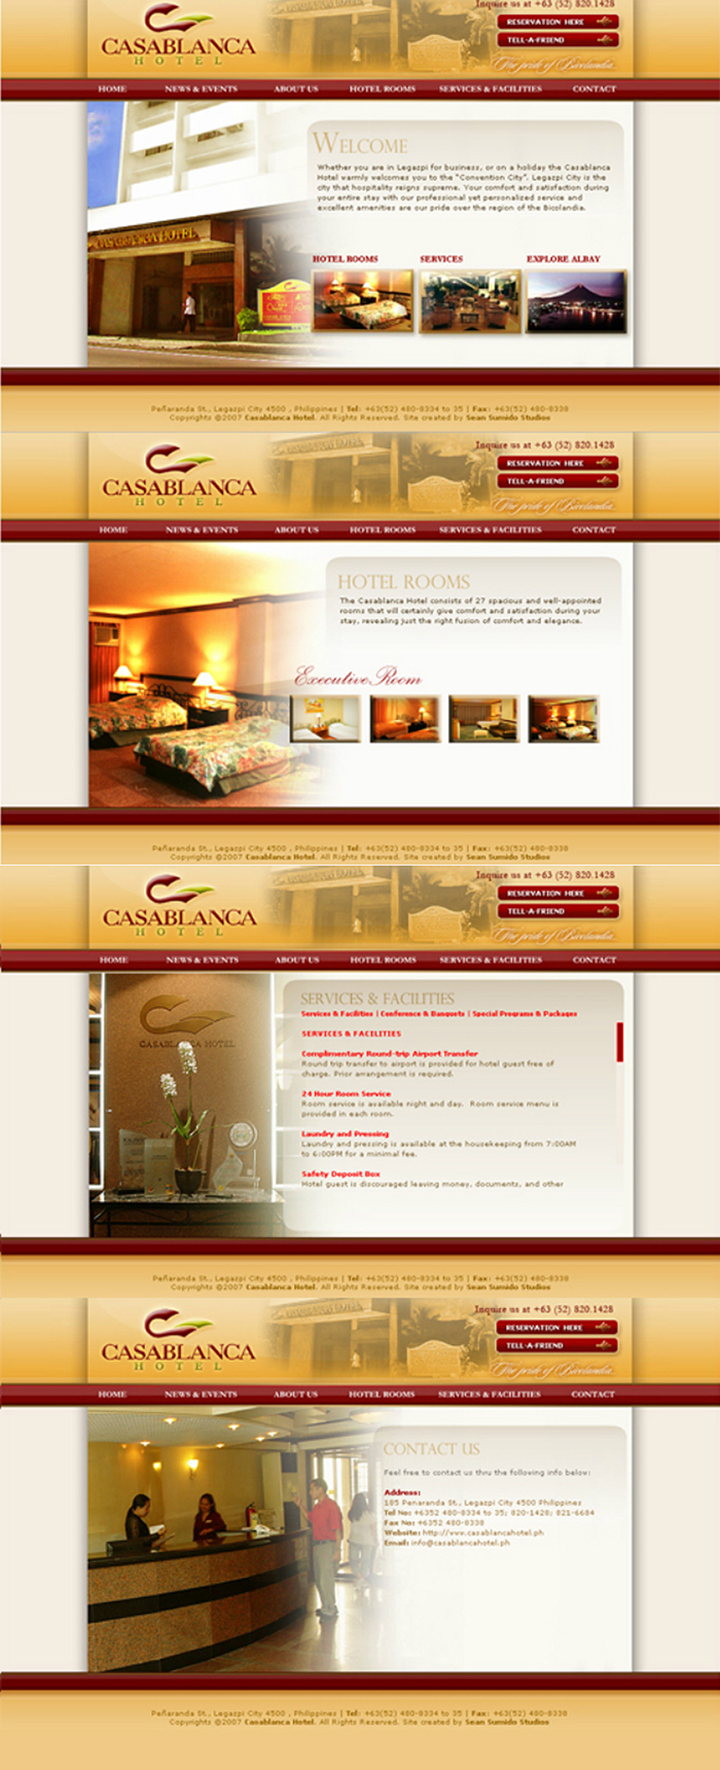 Inquire us at +63 (52) 820.1428
CASABLANCA
HOTEL
RESERVATION HERE
TELL-A-FRIEND
The pride of Bicolandia.
HOME NEWS & EVENTS ABOUT US HOTEL ROOMS SERVICES & FACILITIES CONTACT
WELCOME
Whether you are in Legazpi for business, or on a holiday the Casablanca
Hotel warmly welcomes you to the "Convention City". Legazpi City is the
city that hospitality reigns supreme. Your comfort and satisfaction during
your entire stay with our professional yet personalized service and
excellent amenities are our pride over the region of the Bicolandia.
CASABLANCA HOTEL
HOTEL ROOMS SERVICES EXPLORE ALBAY
Peñaranda St., Legazpi City 4500 , Philippines | Tel: +63(52) 480-8334 to 35 | Fax: +63(52) 480-8338
Copyrights @2007 Casablanca Hotel. All Rights Reserved. Site created by Sean Sumido Studios
Inquire us at +63 (52) 820.1428
CASABLANCA
HOTEL
RESERVATION HERE
TELL-A-FRIEND
The pride of Bicolandia.
HOME NEWS & EVENTS ABOUT US HOTEL ROOMS SERVICES & FACILITIES CONTACT
HOTEL ROOMS
The Casablanca Hotel consists of 27 spacious and well-appointed
rooms that will certainly give comfort and satisfaction during your
stay, revealing just the right fusion of comfort and elegance.
Executive Room
Peñaranda St., Legazpi City 4500 , Philippines | Tel: +63(52) 480-8334 to 35 | Fax: +63(52) 480-8338
Copyrights @2007 Casablanca Hotel. All Rights Reserved. Site created by Sean Sumido Studios
Inquire us at +63 (52) 820.1428
CASABLANCA
HOTEL
RESERVATION HERE
TELL-A-FRIEND
The pride of Bicolandia.
HOME NEWS & EVENTS ABOUT US HOTEL ROOMS SERVICES & FACILITIES CONTACT
SERVICES & FACILITIES
Services & Facilities | Conference & Banquets | Special Programs & Packages
CASABLANCA HOTEL
SERVICES & FACILITIES
Complimentary Round-trip Airport Transfer
Round trip transfer to airport is provided for hotel guest free of
charge. Prior arrangement is required.
24 Hour Room Service
Room service is available night and day. Room service menu is
provided in each room.
Laundry and Pressing
Laundry and pressing is available at the housekeeping from 7:00AM
to 6:00PM for a minimal fee.
Safety Deposit Box
Hotel guest is discouraged leaving money, documents, and other
Peñaranda St., Legazpi City 4500 , Philippines | Tel: +63(52) 480-8334 to 35 | Fax: +63(52) 480-8338
Copyrights @2007 Casablanca Hotel. All Rights Reserved. Site created by Sean Sumido Studios
Inquire us at +63 (52) 820.1428
CASABLANCA
HOTEL
RESERVATION HERE
TELL-A-FRIEND
The pride of Bicolandia.
HOME NEWS & EVENTS ABOUT US HOTEL ROOMS SERVICES & FACILITIES CONTACT
CONTACT US
Feel free to contact us thru the following info below:
Address:
185 Penaranda St., Legazpi City 4500 Philippines
Tel No: +6352 480-8334 to 35; 820-1428; 821-6684
Fax No: +6352 480-8338
Website: http://www.casablancahotel.ph
Email: info@casablancahotel.ph
Peñaranda St., Legazpi City 4500 , Philippines | Tel: +63(52) 480-8334 to 35 | Fax: +63(52) 480-8338
Copyrights @2007 Casablanca Hotel. All Rights Reserved. Site created by Sean Sumido Studios